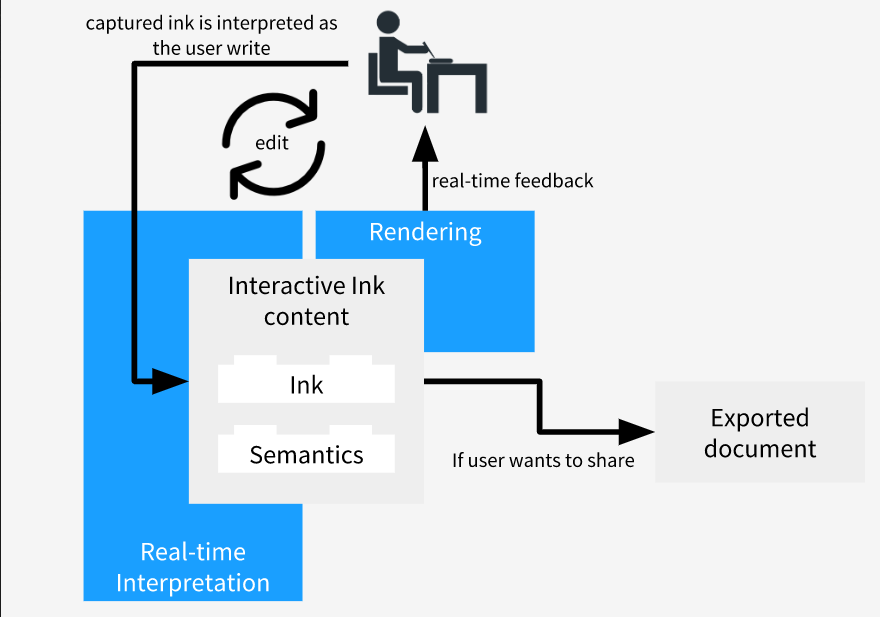 captured ink is interpreted as
the user write
edit
real-time feedback
Rendering
Interactive Ink
content
Ink
Semantics
If user wants to share
Exported
document
Real-time
Interpretation